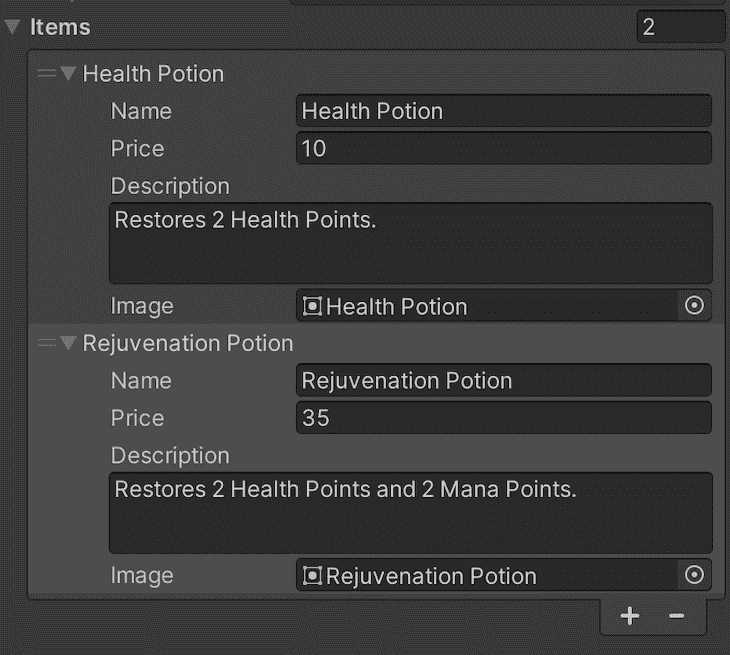 Items 2
Health Potion
Name Health Potion
Price 10
Description
Restores 2 Health Points.
Image Health Potion
Rejuvenation Potion
Name Rejuvenation Potion
Price 35
Description
Restores 2 Health Points and 2 Mana Points.
Image Rejuvenation Potion
+ −